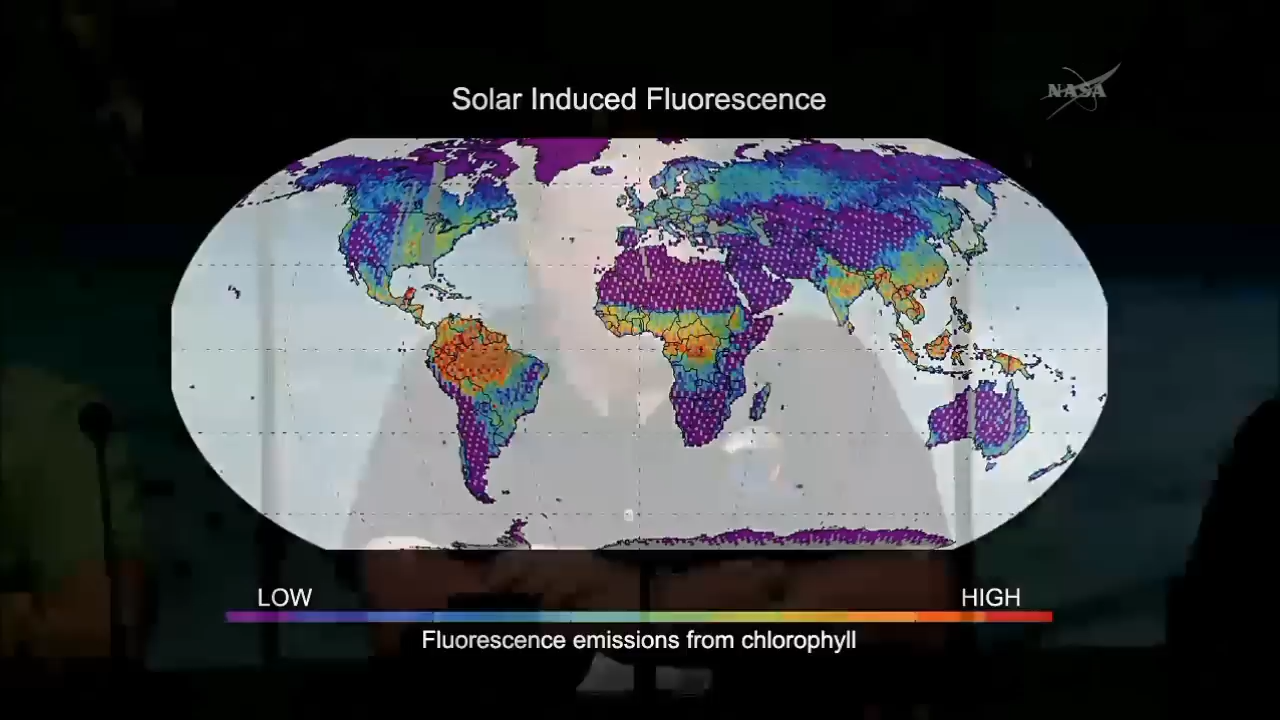 Solar Induced Fluorescence
NASA
LOW
HIGH
Fluorescence emissions from chlorophyll